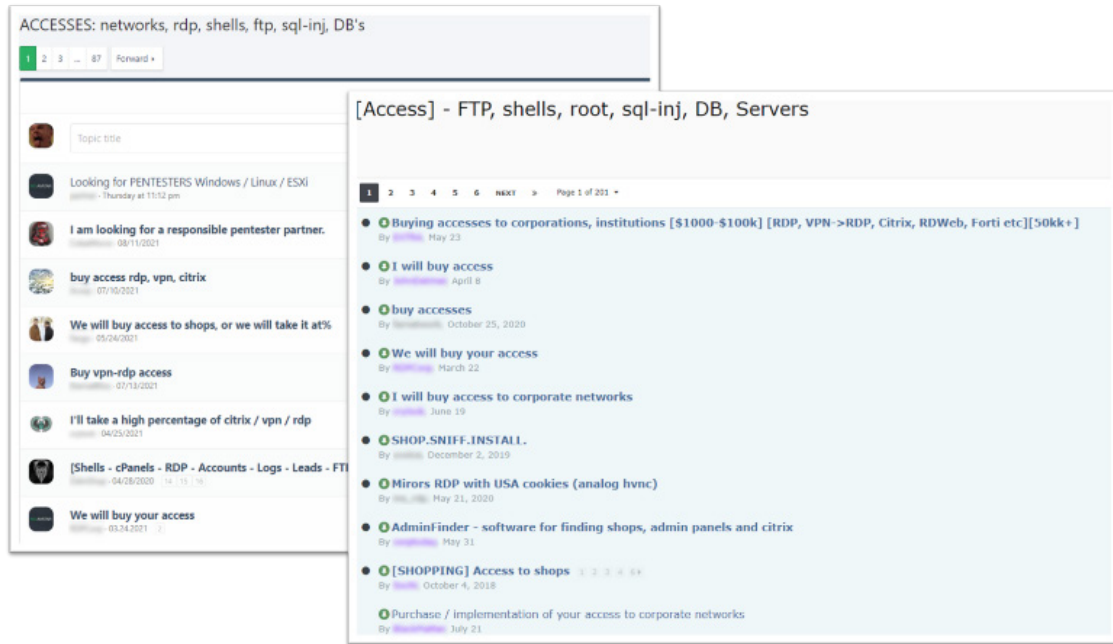 ACCESSES: networks, rdp, shells, ftp, sql-inj, DB's
1 2 3 ... 87 Forward
Topic title
Looking for PENTESTERS Windows / Linux / ESXi
- Thursday at 11:12 pm
I am looking for a responsible pentester partner.
- 08/11/2021
buy access rdp, vpn, citrix
- 07/10/2021
We will buy access to shops, or we will take it at%
- 05/24/2021
Buy vpn-rdp access
- 07/13/2021
I'll take a high percentage of citrix / vpn / rdp
- 04/25/2021
[Shells - cPanels - RDP - Accounts - Logs - Leads - FT
- 04/28/2020 14 15 16
We will buy your access
- 03.24.2021 2
[Access] - FTP, shells, root, sql-inj, DB, Servers
1 2 3 4 5 6 NEXT » Page 1 of 201
Buying accesses to corporations, institutions [$1000-$100k] [RDP, VPN->RDP, Citrix, RDWeb, Forti etc][50kk+]
By May 23
I will buy access
By April 8
buy accesses
By October 25, 2020
We will buy your access
By March 22
I will buy access to corporate networks
By June 19
SHOP.SNIFF.INSTALL.
By December 2, 2019
Mirors RDP with USA cookies (analog hvnc)
By May 21, 2020
AdminFinder - software for finding shops, admin panels and citrix
By May 31
[SHOPPING] Access to shops 1 2 3 4 6
By October 4, 2018
Purchase / implementation of your access to corporate networks
By July 21